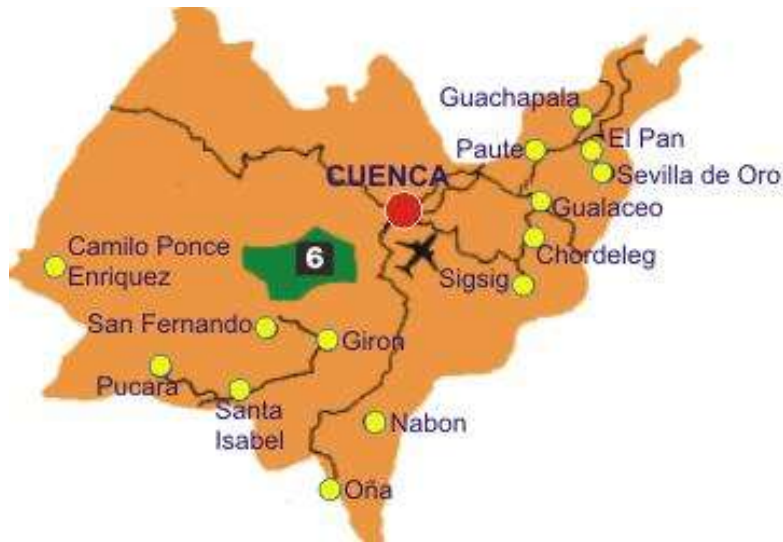 Guachapala
El Pan
Paute
Sevilla de Oro
CUENCA
Gualaceo
Camilo Ponce
Enriquez
6
Chordeleg
Sigsig
San Fernando
Giron
Pucara
Santa
Isabel
Nabon
Oña